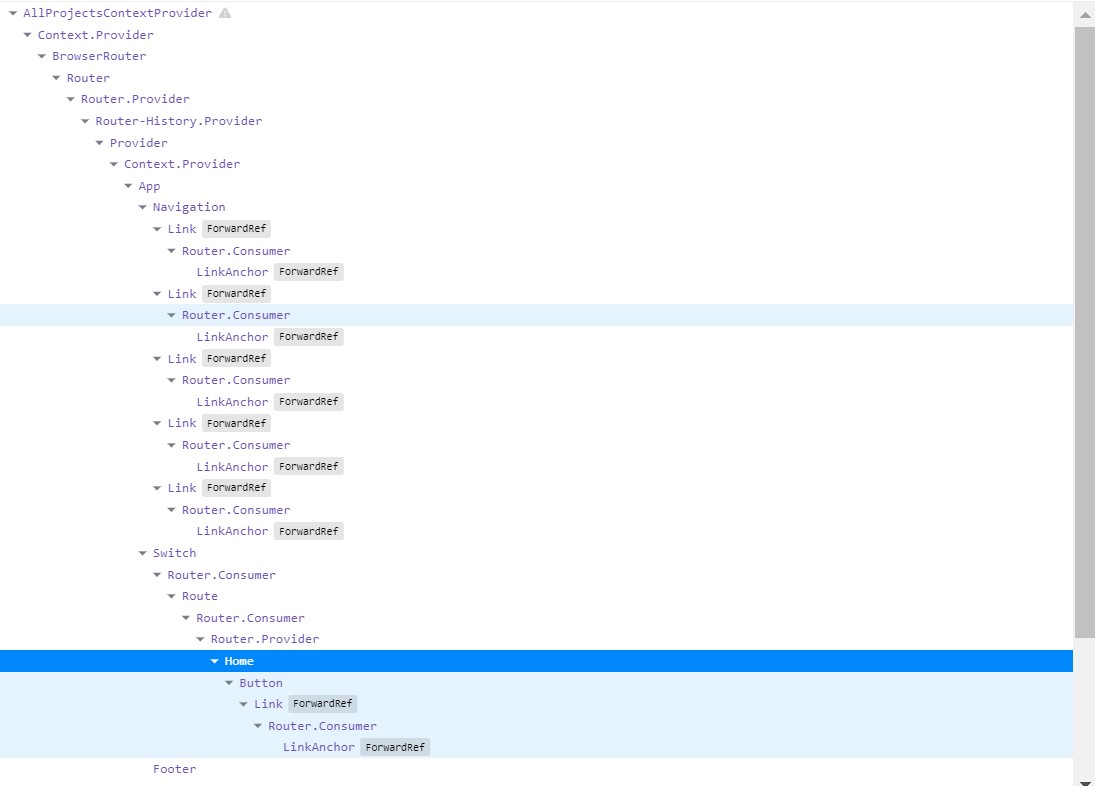 AllProjectsContextProvider
Context.Provider
BrowserRouter
Router
Router.Provider
Router-History.Provider
Provider
Context.Provider
App
Navigation
Link ForwardRef
Router.Consumer
LinkAnchor ForwardRef
Link ForwardRef
Router.Consumer
LinkAnchor ForwardRef
Link ForwardRef
Router.Consumer
LinkAnchor ForwardRef
Link ForwardRef
Router.Consumer
LinkAnchor ForwardRef
Link ForwardRef
Router.Consumer
LinkAnchor ForwardRef
Switch
Router.Consumer
Route
Router.Consumer
Router.Provider
Home
Button
Link ForwardRef
Router.Consumer
LinkAnchor ForwardRef
Footer